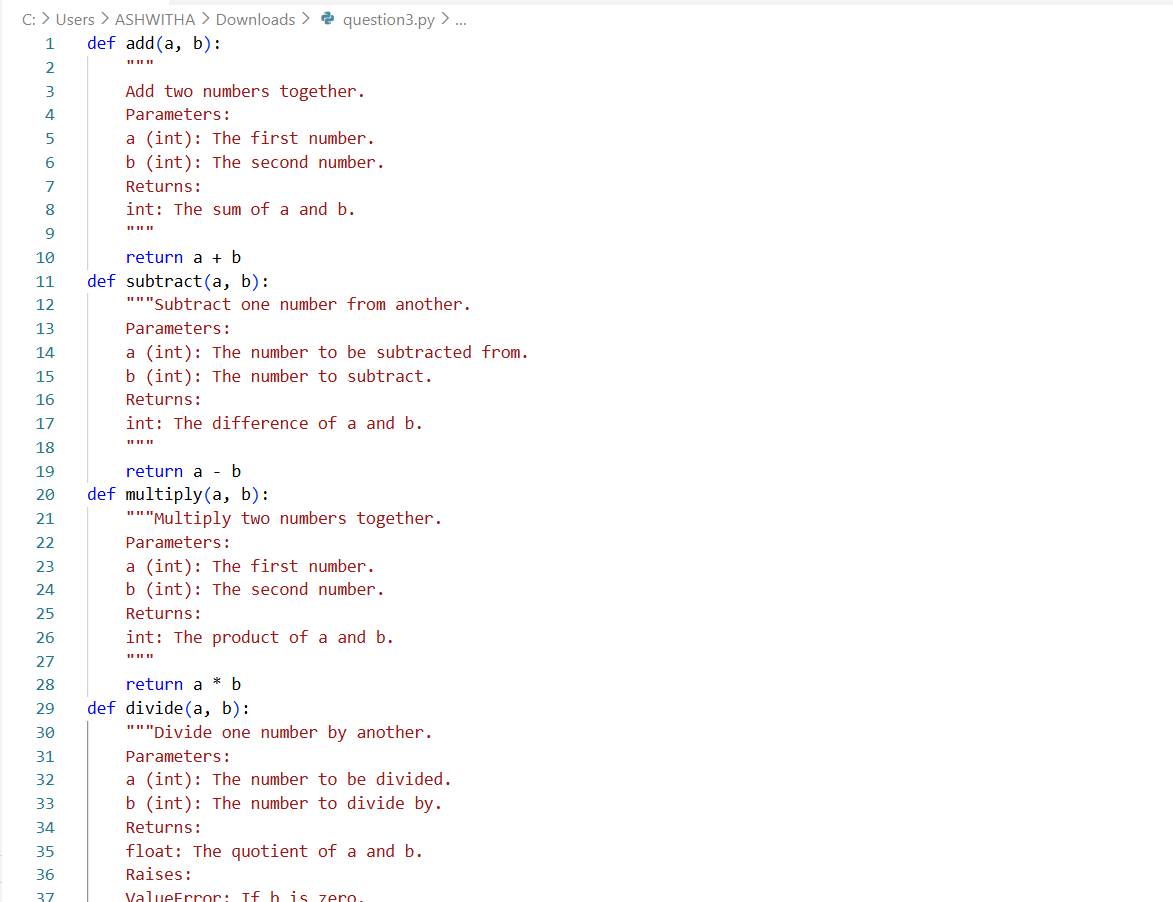 C: > Users > ASHWITHA > Downloads > question3.py > ...
1 def add(a, b):
2 """
3 Add two numbers together.
4 Parameters:
5 a (int): The first number.
6 b (int): The second number.
7 Returns:
8 int: The sum of a and b.
9 """
10 return a + b
11 def subtract(a, b):
12 """Subtract one number from another.
13 Parameters:
14 a (int): The number to be subtracted from.
15 b (int): The number to subtract.
16 Returns:
17 int: The difference of a and b.
18 """
19 return a - b
20 def multiply(a, b):
21 """Multiply two numbers together.
22 Parameters:
23 a (int): The first number.
24 b (int): The second number.
25 Returns:
26 int: The product of a and b.
27 """
28 return a * b
29 def divide(a, b):
30 """Divide one number by another.
31 Parameters:
32 a (int): The number to be divided.
33 b (int): The number to divide by.
34 Returns:
35 float: The quotient of a and b.
36 Raises:
37 ValueError: If b is zero.